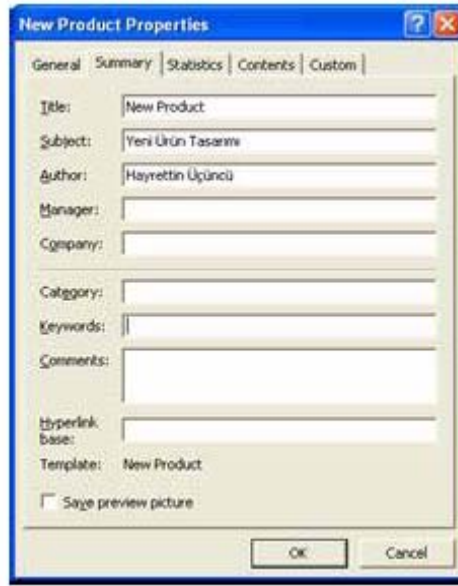 New Product Properties
General Summary Statistics Contents Custom
Title: New Product
Subject: Yeni Ürün Tasarımı
Author: Hayrettin Üçüncü
Manager:
Company:
Category:
Keywords:
Comments:
Hyperlink
base:
Template: New Product
Save preview picture
OK Cancel